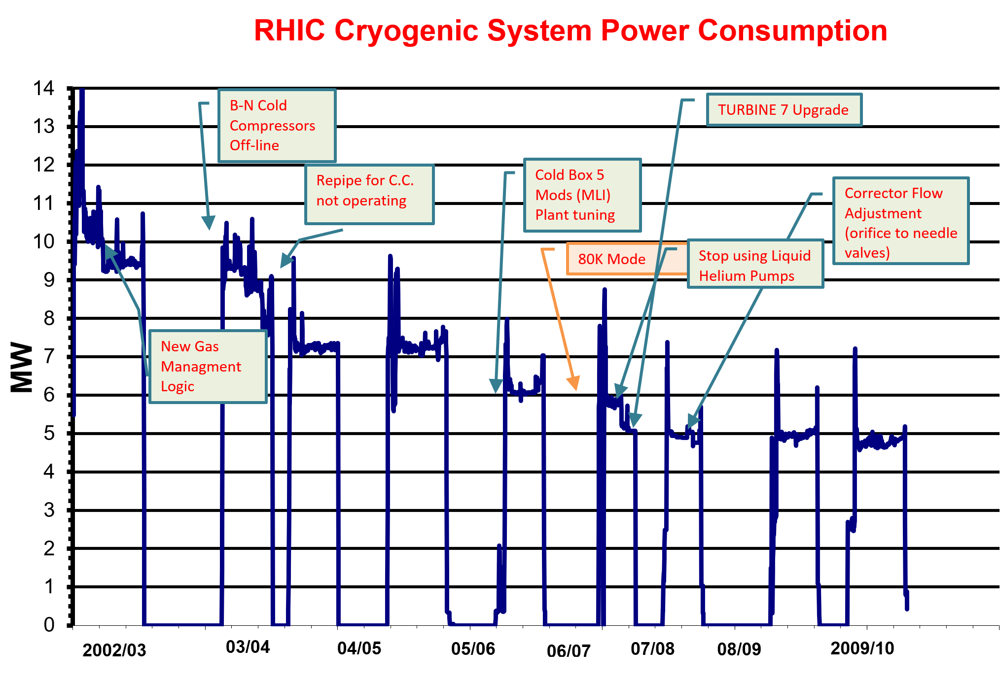 RHIC Cryogenic System Power Consumption
MW
14
13
12
11
10
9
8
7
6
5
4
3
2
1
0
B-N Cold
Compressors
Off-line
Repipe for C.C.
not operating
New Gas
Managment
Logic
Cold Box 5
Mods (MLI)
Plant tuning
80K Mode
TURBINE 7 Upgrade
Stop using Liquid
Helium Pumps
Corrector Flow
Adjustment
(orifice to needle
valves)
2002/03
03/04
04/05
05/06
06/07
07/08
08/09
2009/10